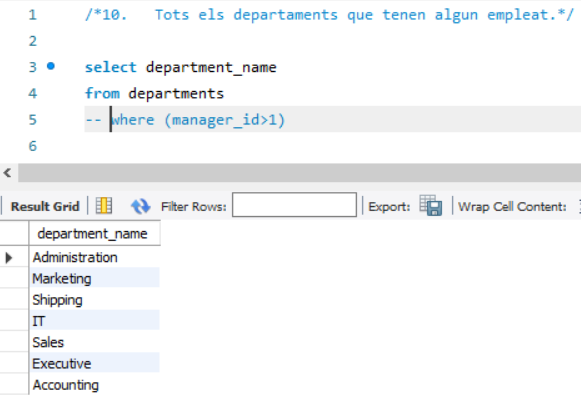 1 /*10. Tots els departaments que tenen algun empleat.*/
2
3 select department_name
4 from departments
5 -- where (manager_id>1)
6
Result Grid Filter Rows: Export: Wrap Cell Content:
department_name
Administration
Marketing
Shipping
IT
Sales
Executive
Accounting